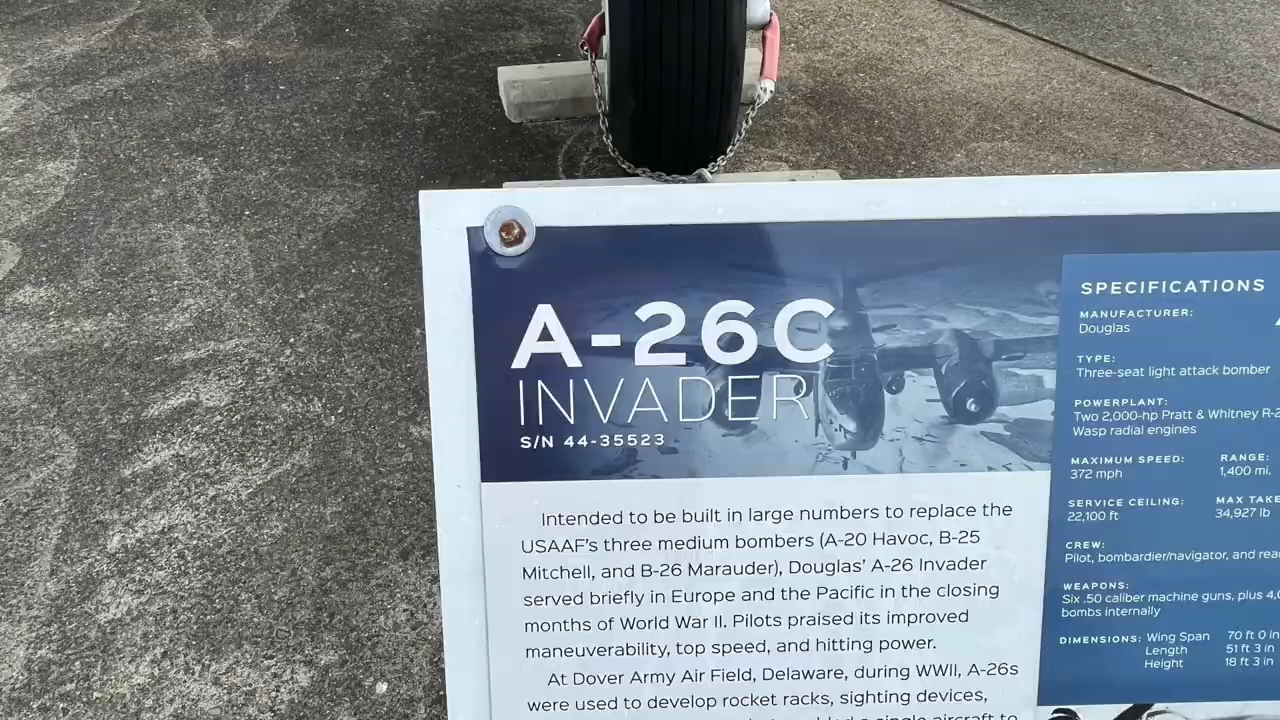 A-26C
INVADER
S/N 44-35523
Intended to be built in large numbers to replace the
USAAF's three medium bombers (A-20 Havoc, B-25
Mitchell, and B-26 Marauder), Douglas' A-26 Invader
served briefly in Europe and the Pacific in the closing
months of World War II. Pilots praised its improved
maneuverability, top speed, and hitting power.
At Dover Army Air Field, Delaware, during WWII, A-26s
were used to develop rocket racks, sighting devices,
a single aircraft to
SPECIFICATIONS
MANUFACTURER:
Douglas
TYPE:
Three-seat light attack bomber
POWERPLANT:
Two 2,000-hp Pratt & Whitney R-2
Wasp radial engines
MAXIMUM SPEED: RANGE:
372 mph 1,400 mi.
SERVICE CEILING: MAX TAKE
22,100 ft 34,927 lb
CREW:
Pilot, bombardier/navigator, and rea
WEAPONS:
Six .50 caliber machine guns, plus 4,0
bombs internally
DIMENSIONS: Wing Span 70 ft 0 in
Length 51 ft 3 in
Height 18 ft 3 in